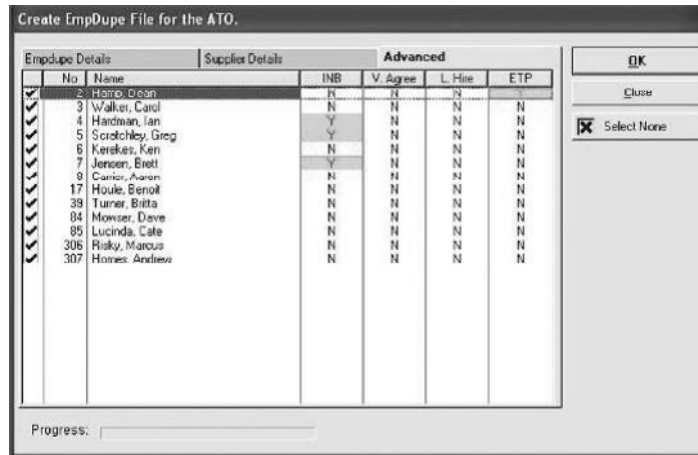 Create EmpDupe File for the ATO.
Empdupe Details Supplier Details Advanced
OK
No Name INB V. Agree L. Hire ETP
2 Hamp, Dean N N N Y
Close
3 Walker, Carol N N N N
4 Hardman, Ian Y N N N
Select None
5 Scratchley, Greg Y N N N
6 Kerekes, Ken N N N N
7 Jensen, Brett Y N N N
8 Carrier, Aaron N N N N
17 Houle, Benoit N N N N
39 Turner, Britta N N N N
84 Mowser, Dave N N N N
85 Lucinda, Cate N N N N
306 Risky, Marcus N N N N
307 Homes, Andrew N N N N
Progress: